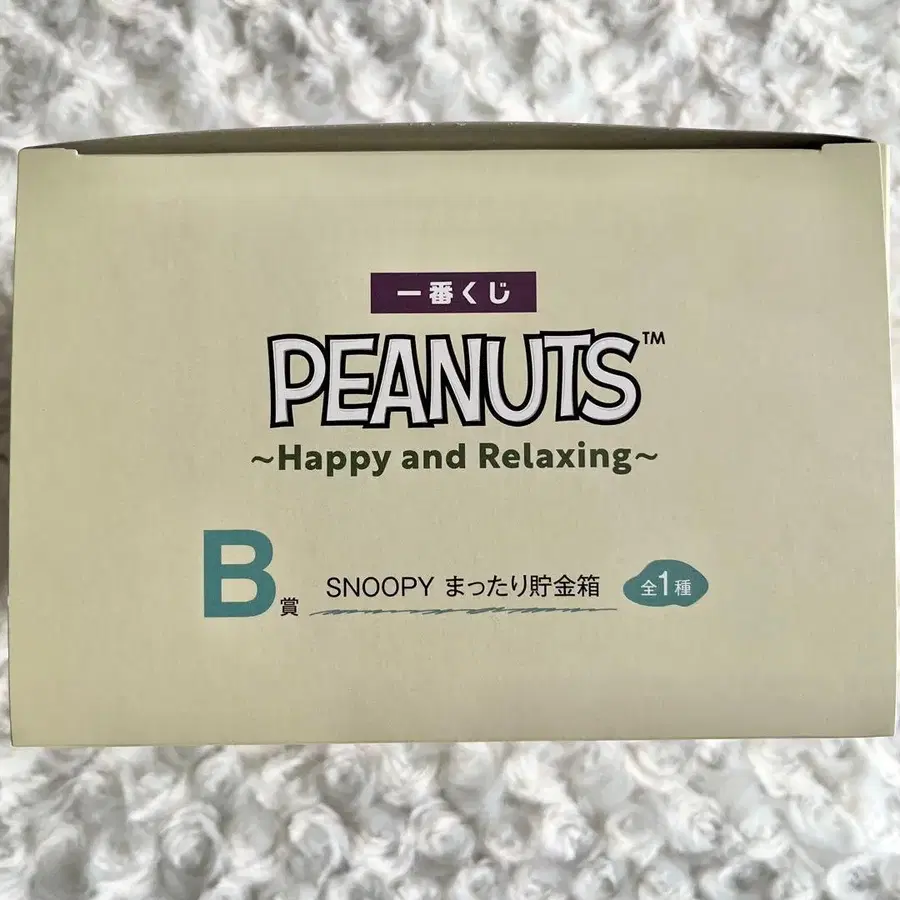 一番くじ
PEANUTS™
~Happy and Relaxing~
B賞 SNOOPY まったり貯金箱 全1種